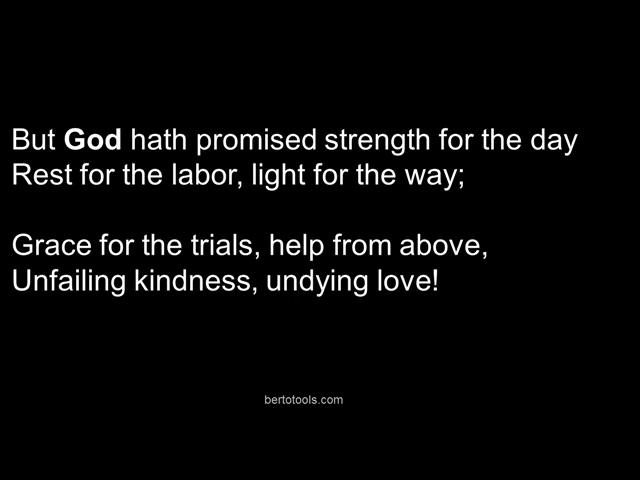 But God hath promised strength for the day
Rest for the labor, light for the way;
Grace for the trials, help from above,
Unfailing kindness, undying love!
bertotools.com